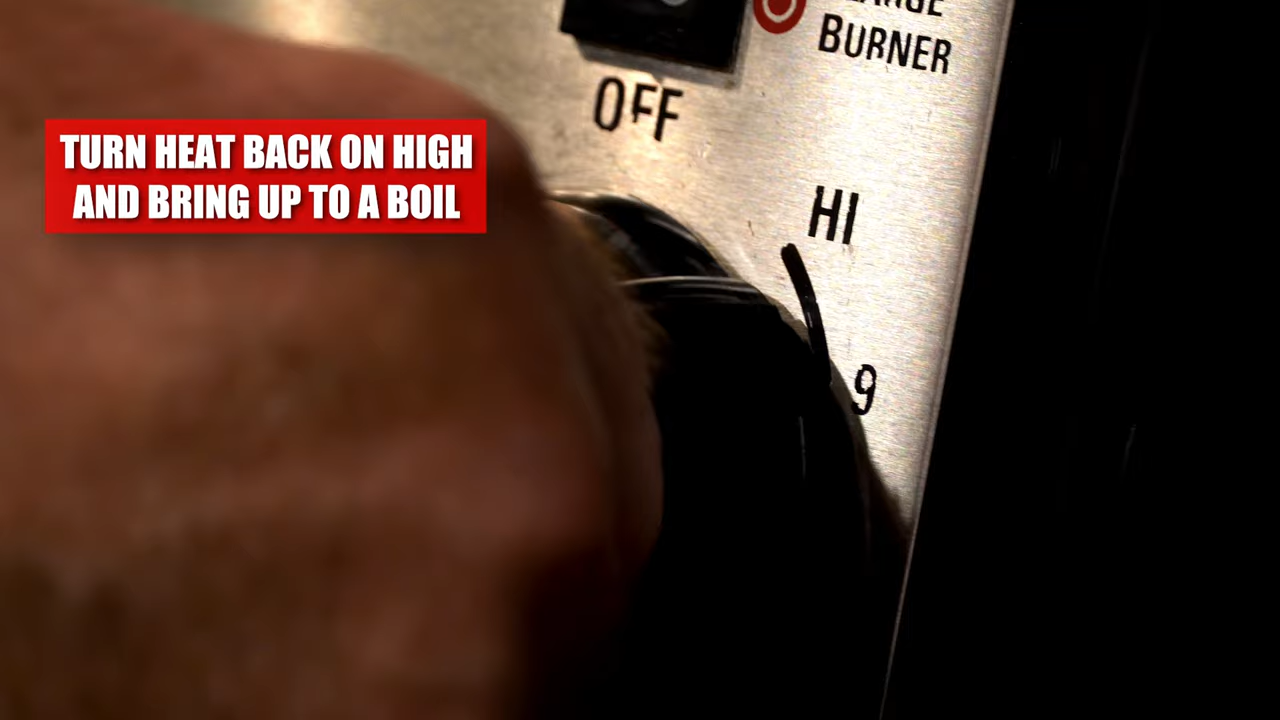 BURNER
OFF
TURN HEAT BACK ON HIGH
AND BRING UP TO A BOIL
HI
9